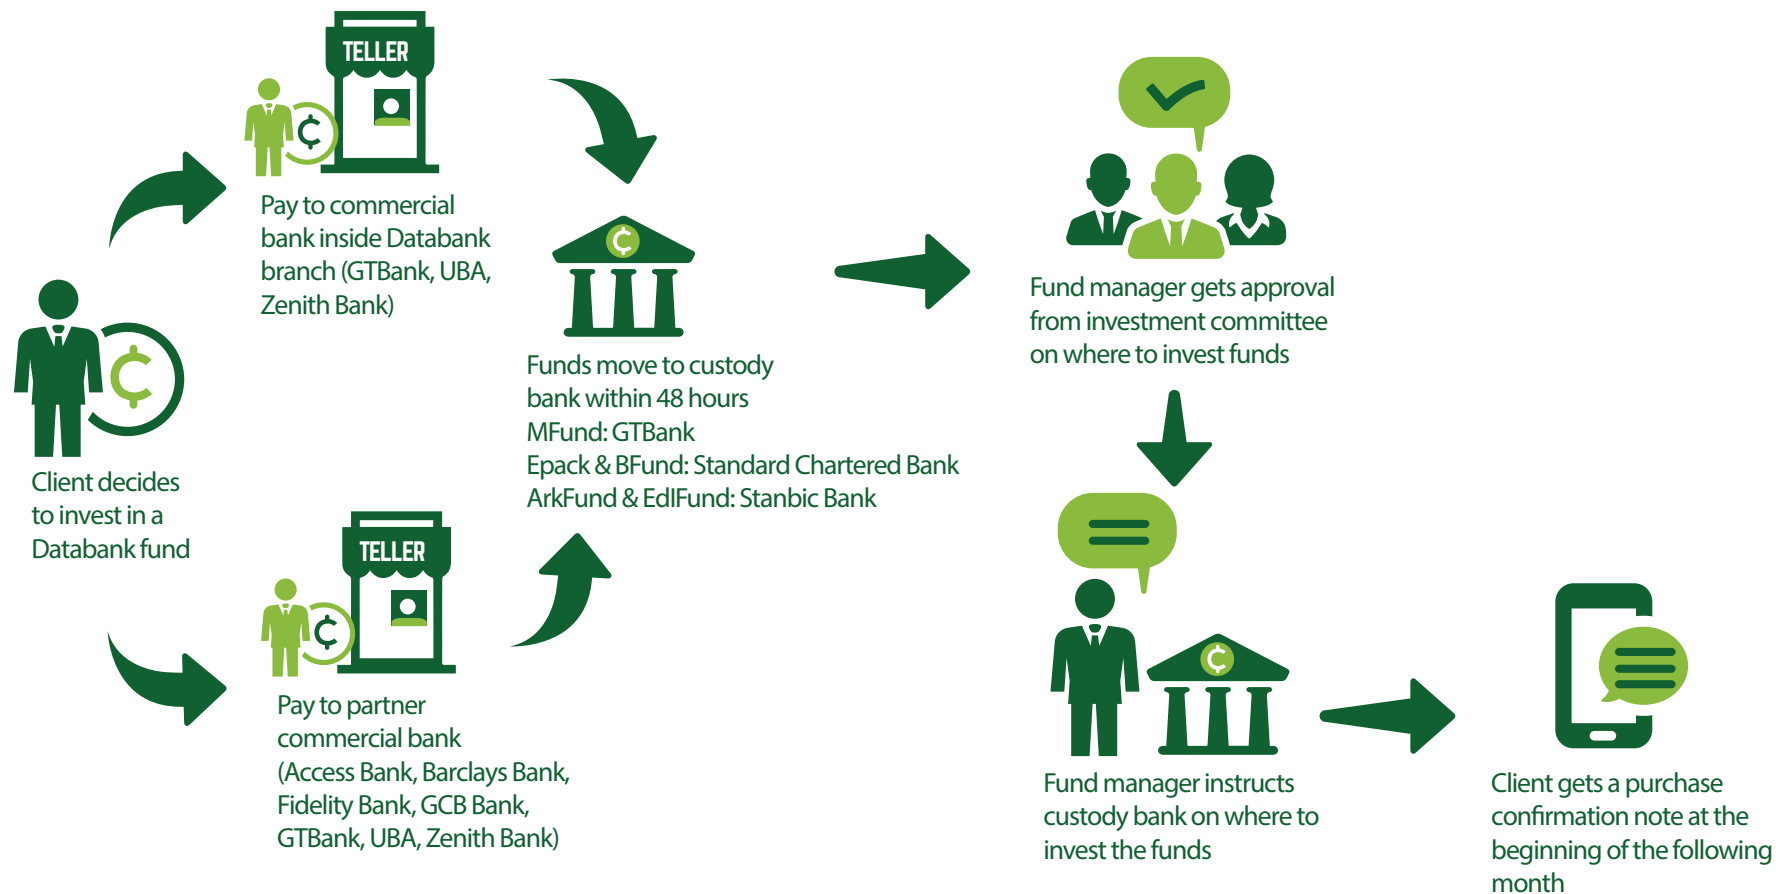 Client decides
to invest in a
Databank fund
TELLER
Pay to commercial
bank inside Databank
branch (GTBank, UBA,
Zenith Bank)
TELLER
Pay to partner
commercial bank
(Access Bank, Barclays Bank,
Fidelity Bank, GCB Bank,
GTBank, UBA, Zenith Bank)
Funds move to custody
bank within 48 hours
MFund: GTBank
Epack & BFund: Standard Chartered Bank
ArkFund & EdIFund: Stanbic Bank
Fund manager gets approval
from investment committee
on where to invest funds
Fund manager instructs
custody bank on where to
invest the funds
Client gets a purchase
confirmation note at the
beginning of the following
month